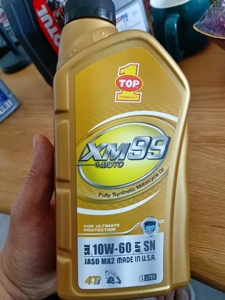 TOP
1
XM99
MOTO
Fully Synthetic Motorcycle Oil
FOR ULTIMATE
PROTECTION
SAE 10W-60 API SN
JASO MA2 MADE IN U.S.A.
4T
1 LITER